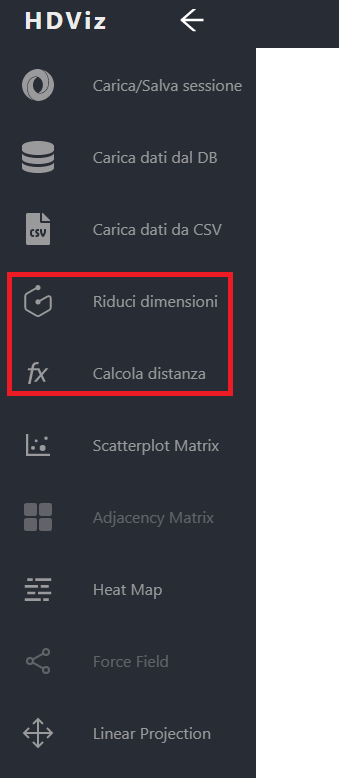 HDViz
Carica/Salva sessione
Carica dati dal DB
CSV
Carica dati da CSV
Riduci dimensioni
fx
Calcola distanza
Scatterplot Matrix
Adjacency Matrix
Heat Map
Force Field
Linear Projection